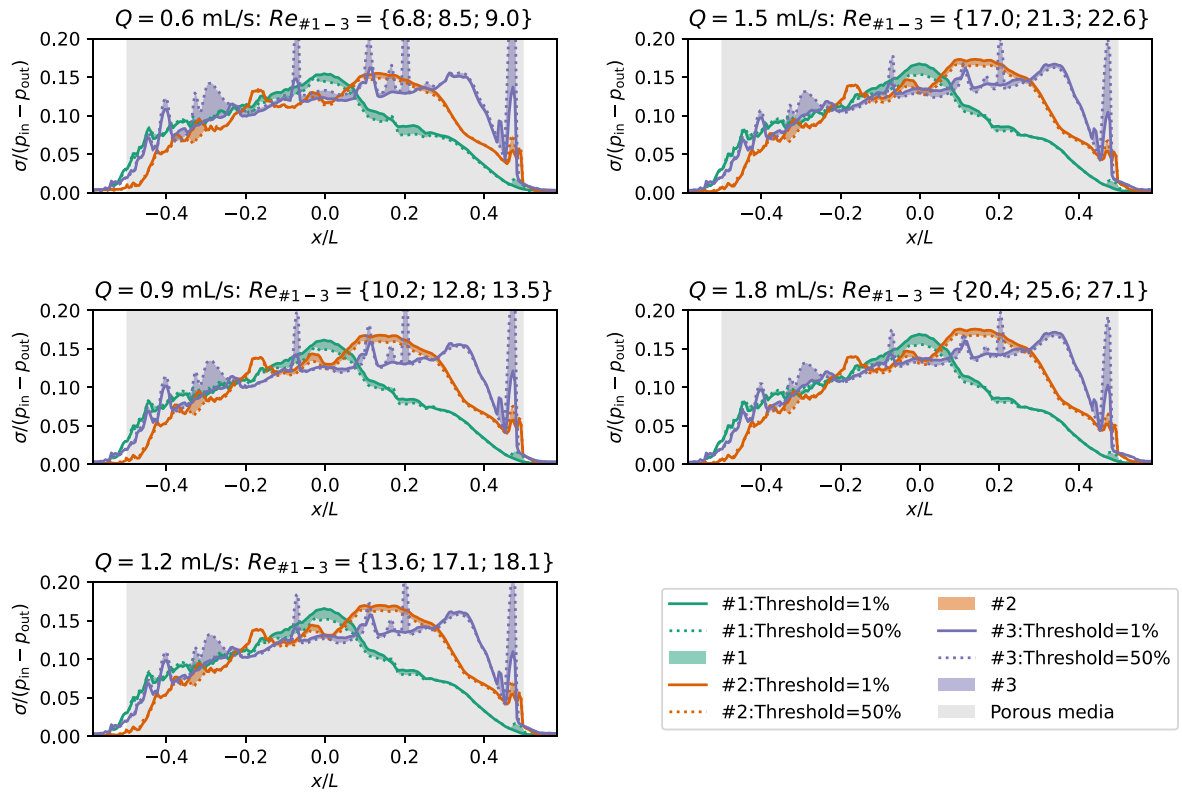 Q = 0.6 mL/s: Re#1−3 = {6.8; 8.5; 9.0}
0.20
0.15
0.10
0.05
0.00
σ/(pin − pout)
−0.4 −0.2 0.0 0.2 0.4
x/L
Q = 1.5 mL/s: Re#1−3 = {17.0; 21.3; 22.6}
0.20
0.15
0.10
0.05
0.00
σ/(pin − pout)
−0.4 −0.2 0.0 0.2 0.4
x/L
Q = 0.9 mL/s: Re#1−3 = {10.2; 12.8; 13.5}
0.20
0.15
0.10
0.05
0.00
σ/(pin − pout)
−0.4 −0.2 0.0 0.2 0.4
x/L
Q = 1.8 mL/s: Re#1−3 = {20.4; 25.6; 27.1}
0.20
0.15
0.10
0.05
0.00
σ/(pin − pout)
−0.4 −0.2 0.0 0.2 0.4
x/L
Q = 1.2 mL/s: Re#1−3 = {13.6; 17.1; 18.1}
0.20
0.15
0.10
0.05
0.00
σ/(pin − pout)
−0.4 −0.2 0.0 0.2 0.4
x/L
#1:Threshold=1%
#1:Threshold=50%
#1
#2:Threshold=1%
#2:Threshold=50%
#2
#3:Threshold=1%
#3:Threshold=50%
#3
Porous media